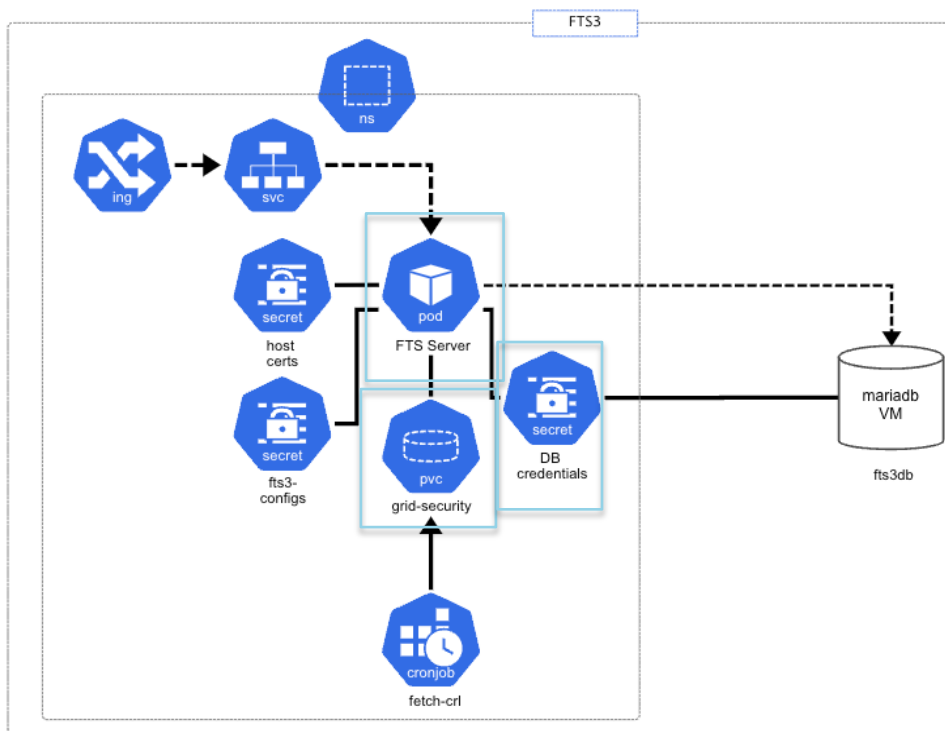 FTS3
ns
ing
svc
secret
host
certs
pod
FTS Server
secret
fts3-
configs
pvc
grid-security
secret
DB
credentials
mariadb
VM
fts3db
cronjob
fetch-crl